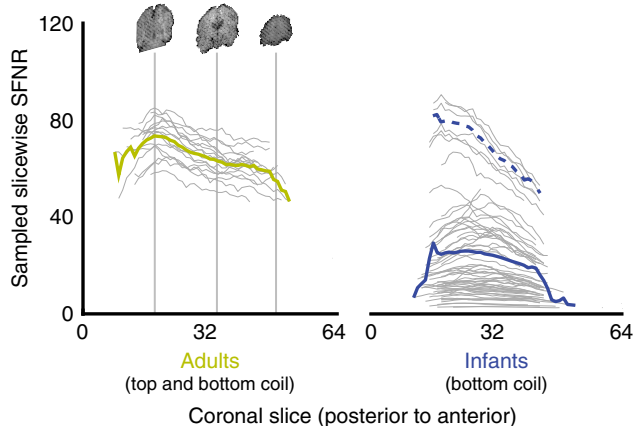 Sampled slicewise SFNR
120
80
40
0
0
32
64
0
32
64
Adults
(top and bottom coil)
Infants
(bottom coil)
Coronal slice (posterior to anterior)